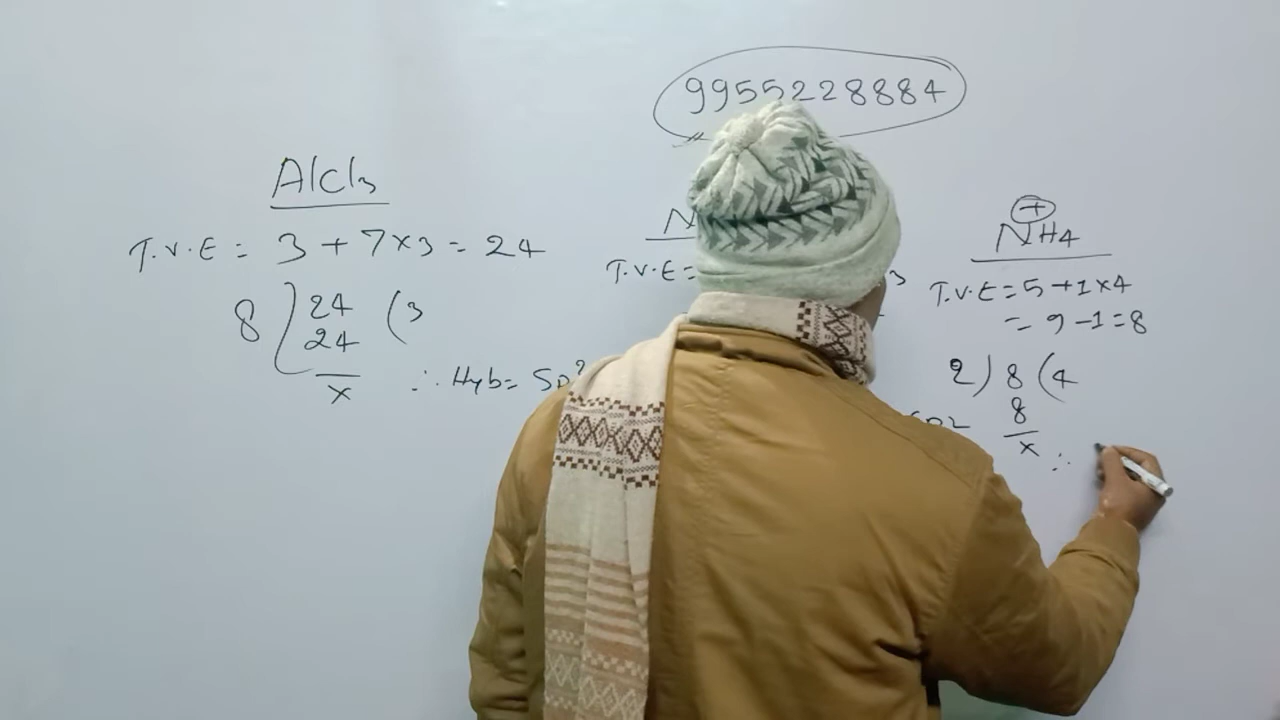 9955228884
AlCl3
T.V.E = 3 + 7×3 = 24
8 ) 24 ( 3
24
x ∴ Hyb= Sp2
T.V.E =
+
NH4
T.V.E = 5+1×4
= 9-1=8
2 ) 8 ( 4
8
x ∴